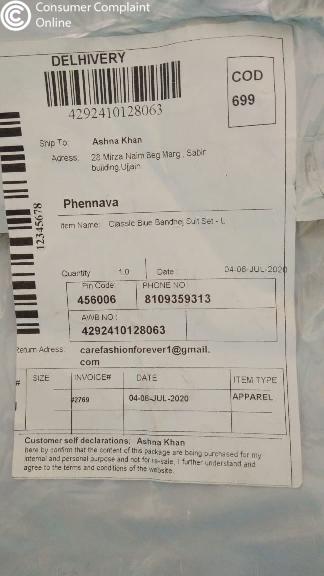 Consumer Complaint
Online
DELHIVERY
COD
699
4292410128063
Ship To: Ashna Khan
Adress: 28 Mirza Naim Beg Marg, Sabir
building,Ujjain
12345678
Phennava
Item Name: Classic Blue Bandhej Suit Set - L
Quantity 1.0 Date: 04-08-JUL-2020
Pin Code: PHONE NO:
456006 8109359313
AWB NO.:
4292410128063
Return Adress: carefashionforever1@gmail.
com
# SIZE INVOICE# DATE ITEM TYPE
#2769 04-08-JUL-2020 APPAREL
Customer self declarations: Ashna Khan
here by confirm that the content of this package are being purchased for my
internal and personal purpose and not for re-sale. I further understand and
agree to the terms and conditions of the website.